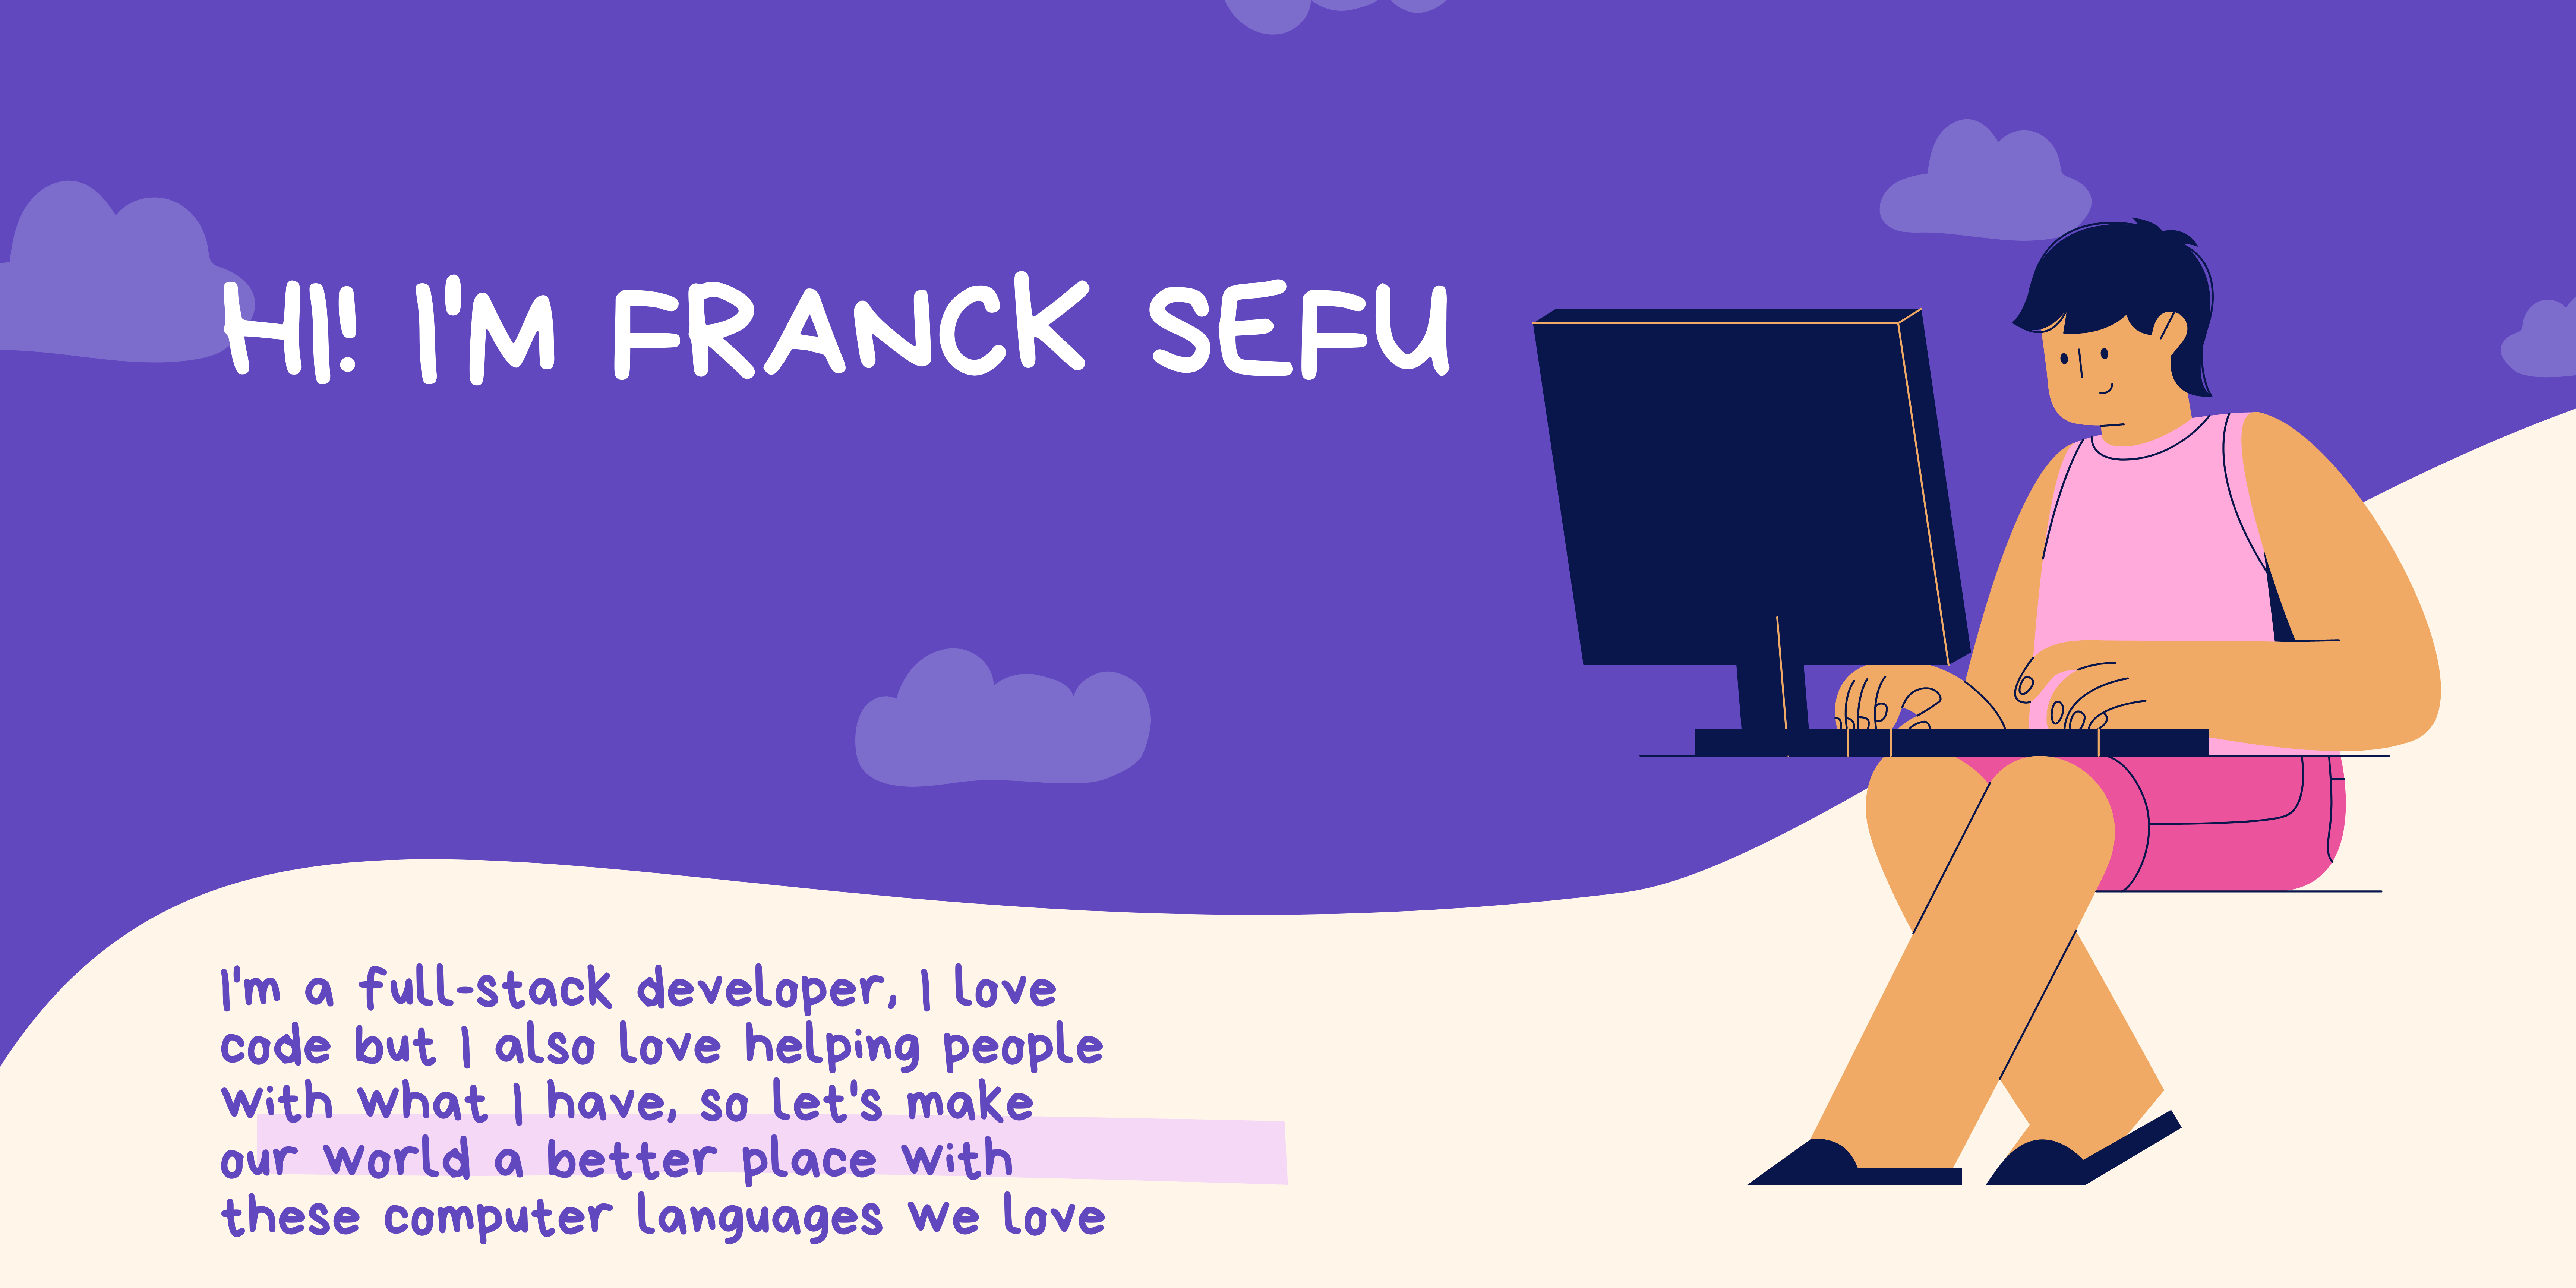 HI! I'M FRANCK SEFU
I'm a full-stack developer, I love
code but I also love helping people
with what I have, so let's make
our world a better place with
these computer languages we love